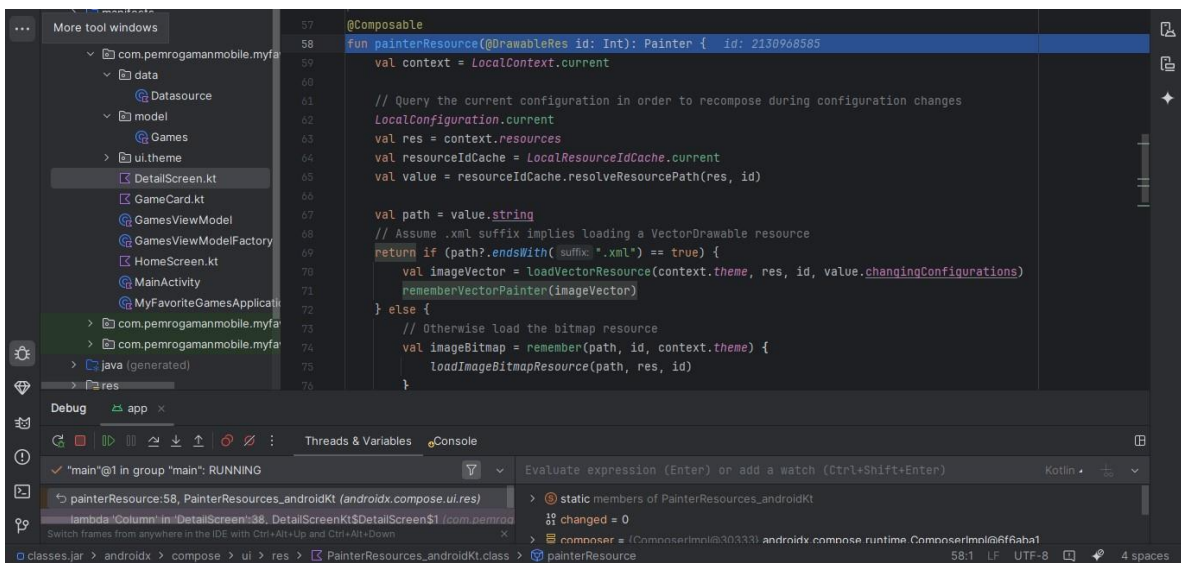 More tool windows
com.pemrogamanmobile.myfa
data
Datasource
model
Games
ui.theme
DetailScreen.kt
GameCard.kt
GamesViewModel
GamesViewModelFactory
HomeScreen.kt
MainActivity
MyFavoriteGamesApplicati
com.pemrogamanmobile.myfa
com.pemrogamanmobile.myfa
java (generated)
res
57 @Composable
58 fun painterResource(@DrawableRes id: Int): Painter { id: 2130968585
59 val context = LocalContext.current
60
61 // Query the current configuration in order to recompose during configuration changes
62 LocalConfiguration.current
63 val res = context.resources
64 val resourceIdCache = LocalResourceIdCache.current
65 val value = resourceIdCache.resolveResourcePath(res, id)
66
67 val path = value.string
68 // Assume .xml suffix implies loading a VectorDrawable resource
69 return if (path?.endsWith( suffix: ".xml") == true) {
70 val imageVector = loadVectorResource(context.theme, res, id, value.changingConfigurations)
71 rememberVectorPainter(imageVector)
72 } else {
73 // Otherwise load the bitmap resource
74 val imageBitmap = remember(path, id, context.theme) {
75 loadImageBitmapResource(path, res, id)
76 }
Debug app
Threads & Variables Console
"main"@1 in group "main": RUNNING
Evaluate expression (Enter) or add a watch (Ctrl+Shift+Enter) Kotlin
painterResource:58, PainterResources_androidKt (androidx.compose.ui.res)
lambda 'Column' in 'DetailScreen':38, DetailScreenKt$DetailScreen$1 (com.pemrog
Switch frames from anywhere in the IDE with Ctrl+Alt+Up and Ctrl+Alt+Down
static members of PainterResources_androidKt
changed = 0
composer = {ComposerImpl@30333} androidx.compose.runtime.ComposerImpl@6f6aba1
classes.jar > androidx > compose > ui > res > PainterResources_androidKt.class > painterResource 58:1 LF UTF-8 4 spaces